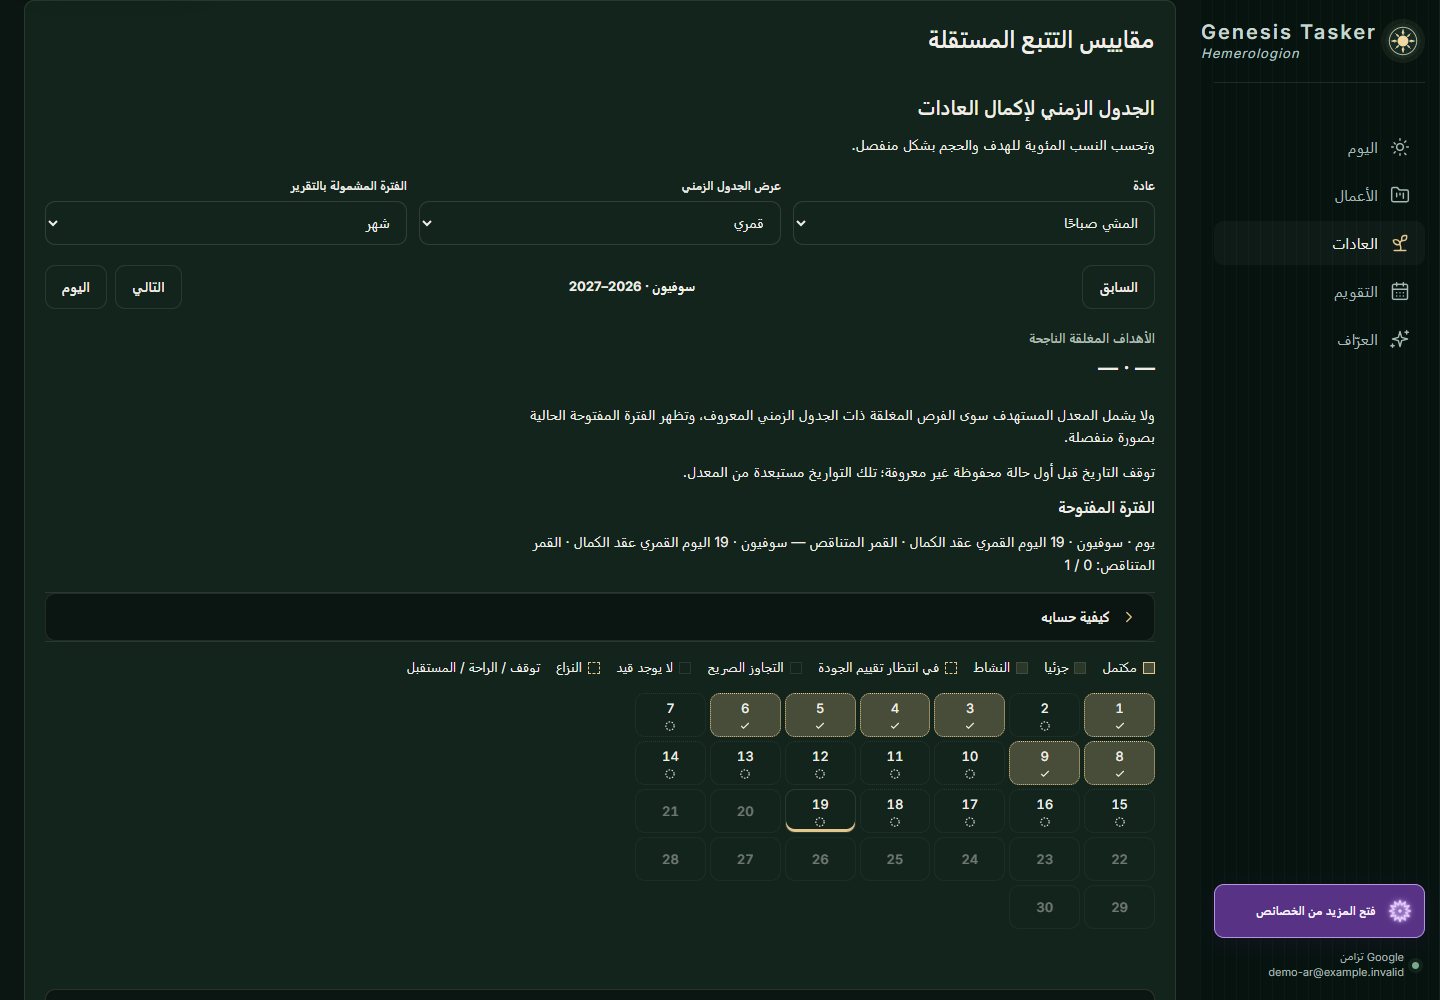 Genesis Tasker
Hemerologion
اليوم
الأعمال
العادات
التقويم
العرّاف
فتح المزيد من الخصائص
Google تزامن
demo-ar@example.invalid
مقاييس التتبع المستقلة
الجدول الزمني لإكمال العادات
وتحسب النسب المئوية للهدف والحجم بشكل منفصل.
عادة
عرض الجدول الزمني
الفترة المشمولة بالتقرير
المشي صباحًا
قمري
شهر
السابق
سوفيون · 2026–2027
التالي
اليوم
الأهداف المغلقة الناجحة
— · —
ولا يشمل المعدل المستهدف سوى الفرص المغلقة ذات الجدول الزمني المعروف، وتظهر الفترة المفتوحة الحالية
بصورة منفصلة.
توقف التاريخ قبل أول حالة محفوظة غير معروفة؛ تلك التواريخ مستبعدة من المعدل.
الفترة المفتوحة
يوم · سوفيون · 19 اليوم القمري عقد الكمال · القمر المتناقص — سوفيون · 19 اليوم القمري عقد الكمال · القمر
المتناقص: 0 / 1
كيفية حسابه
مكتمل جزئيا النشاط في انتظار تقييم الجودة التجاوز الصريح لا يوجد قيد النزاع توقف / الراحة / المستقبل
1 2 3 4 5 6 7
8 9 10 11 12 13 14
15 16 17 18 19 20 21
22 23 24 25 26 27 28
29 30